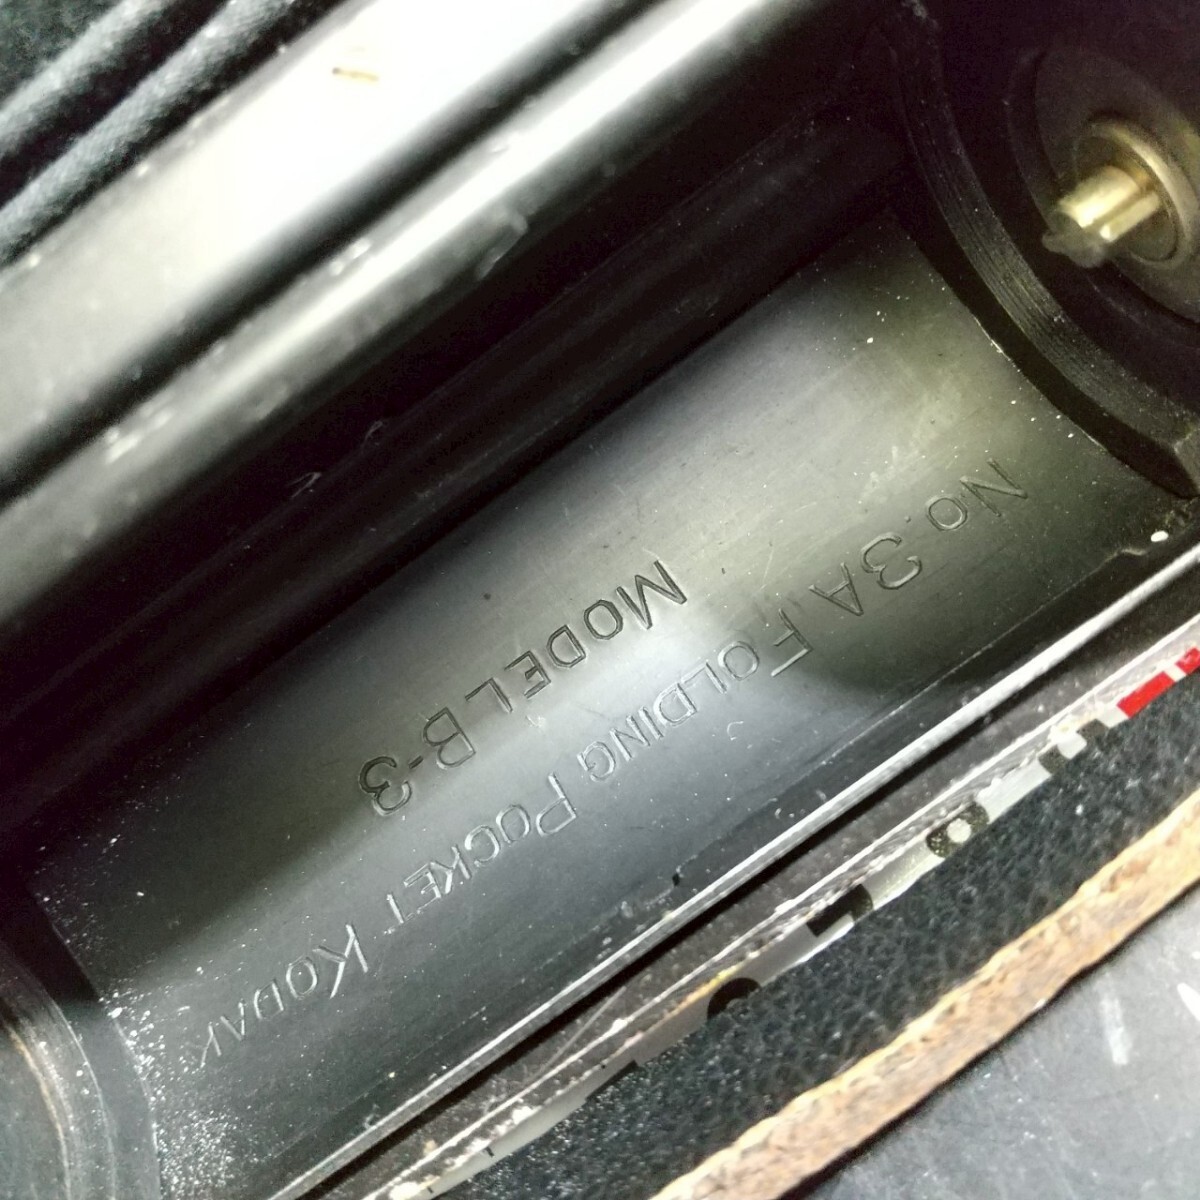 No. 3A Folding Pocket Kodak
Model B-3